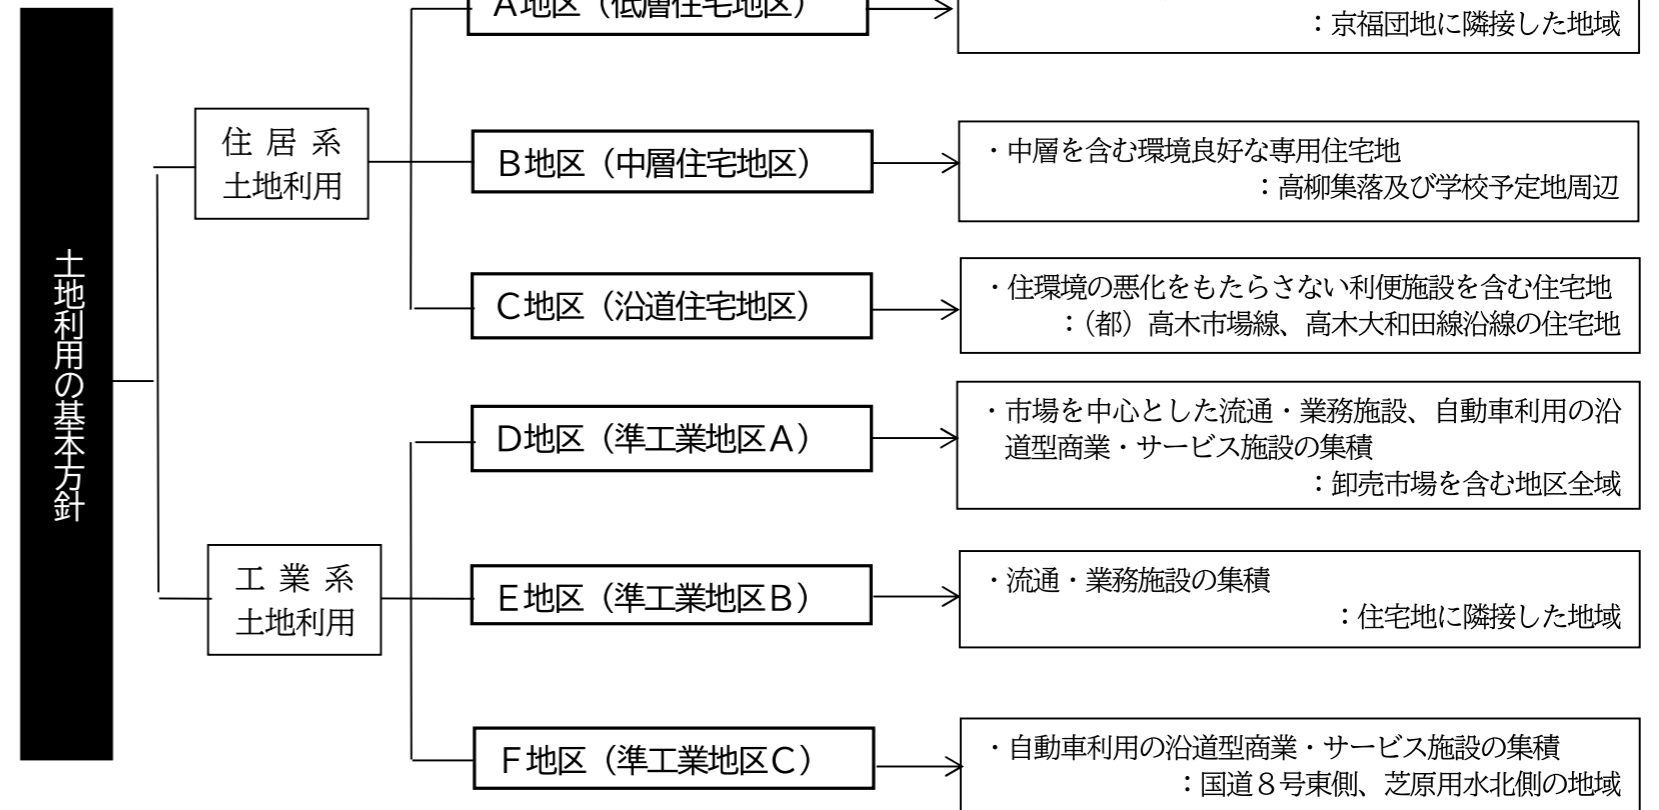 土地利用の基本方針
住居系
土地利用
A地区（低層住宅地区）
：京福団地に隣接した地域
B地区（中層住宅地区）
・中層を含む環境良好な専用住宅地
：高柳集落及び学校予定地周辺
C地区（沿道住宅地区）
・住環境の悪化をもたらさない利便施設を含む住宅地
：（都）高木市場線、高木大和田線沿線の住宅地
工業系
土地利用
D地区（準工業地区A）
・市場を中心とした流通・業務施設、自動車利用の沿
道型商業・サービス施設の集積
：卸売市場を含む地区全域
E地区（準工業地区B）
・流通・業務施設の集積
：住宅地に隣接した地域
F地区（準工業地区C）
・自動車利用の沿道型商業・サービス施設の集積
：国道８号東側、芝原用水北側の地域